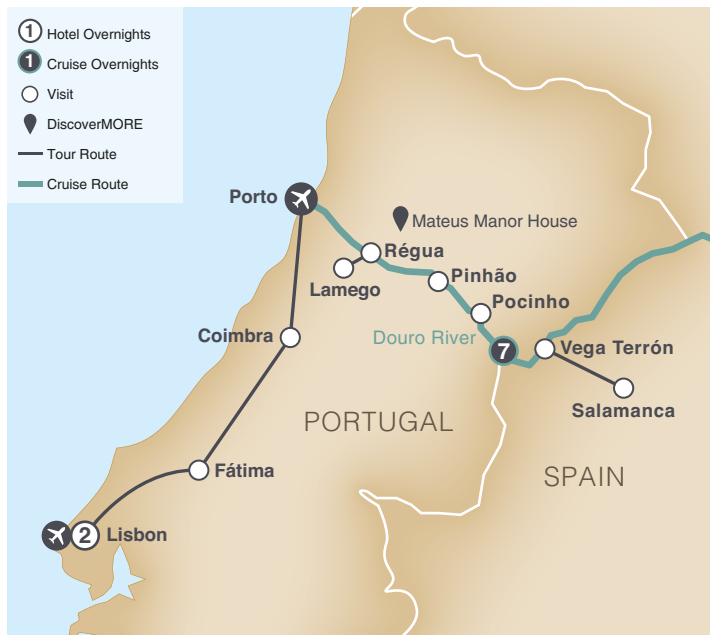 1 Hotel Overnights
1 Cruise Overnights
Visit
DiscoverMORE
Tour Route
Cruise Route
Porto
Mateus Manor House
Régua
Lamego
Pinhão
Pocinho
Coimbra
Douro River
7
Vega Terrón
Salamanca
PORTUGAL
SPAIN
Fátima
2 Lisbon